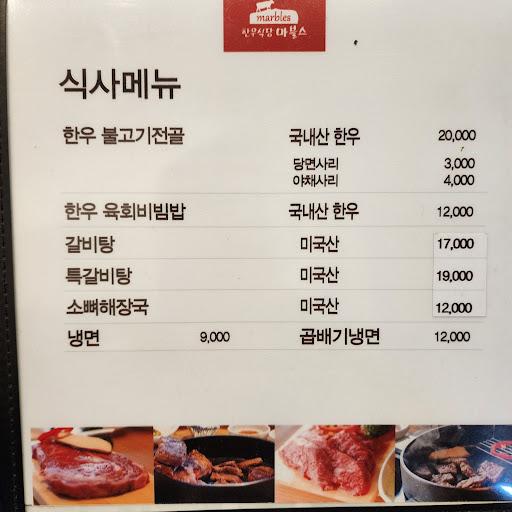 marbles
한우식당 마블스
식사메뉴
한우 불고기전골 국내산 한우 20,000
당면사리 3,000
야채사리 4,000
한우 육회비빔밥 국내산 한우 12,000
갈비탕 미국산 17,000
특갈비탕 미국산 19,000
소뼈해장국 미국산 12,000
냉면 9,000 곱배기냉면 12,000